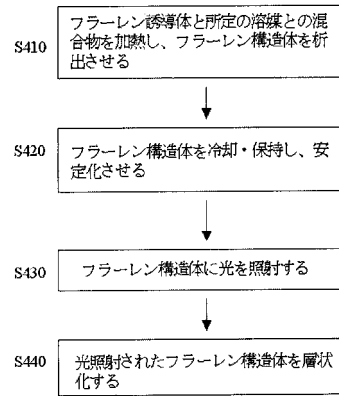 S410
フラーレン誘導体と所定の溶媒との混
合物を加熱し、フラーレン構造体を析
出させる
S420
フラーレン構造体を冷却・保持し、安
定化させる
S430
フラーレン構造体に光を照射する
S440
光照射されたフラーレン構造体を層状
化する